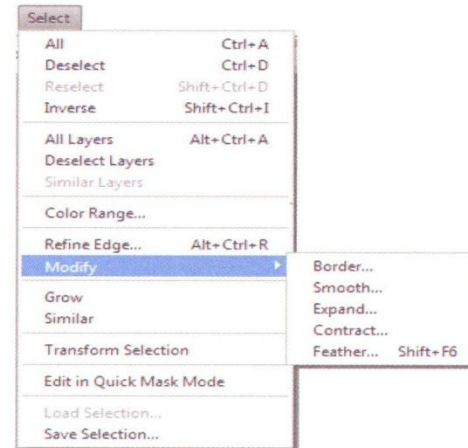 Select
All Ctrl+A
Deselect Ctrl+D
Reselect Shift+Ctrl+D
Inverse Shift+Ctrl+I
All Layers Alt+Ctrl+A
Deselect Layers
Similar Layers
Color Range...
Refine Edge... Alt+Ctrl+R
Modify
Border...
Smooth...
Expand...
Contract...
Feather... Shift+F6
Grow
Similar
Transform Selection
Edit in Quick Mask Mode
Load Selection...
Save Selection...